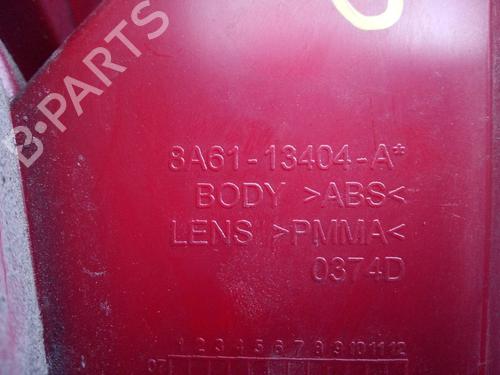 B-PARTS
8A61-13404-A*
BODY >ABS<
LENS >PMMA<
0374D
1 2 3 4 5 6 7 8 9 10 11 12
07